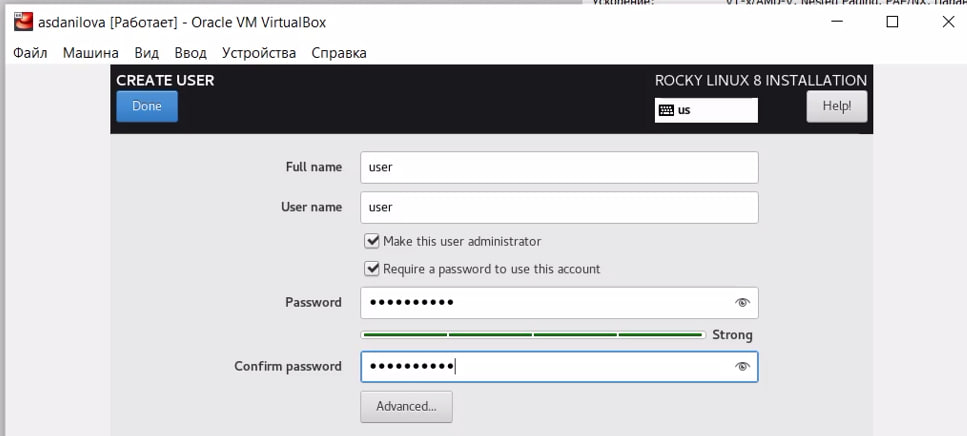 Ускорение: VT-x/AMD-V, Nested Paging, PAE/NX, Паравир
asdanilova [Работает] - Oracle VM VirtualBox
Файл Машина Вид Ввод Устройства Справка
CREATE USER ROCKY LINUX 8 INSTALLATION
Done us Help!
Full name user
User name user
Make this user administrator
Require a password to use this account
Password ••••••••••
Strong
Confirm password ••••••••••
Advanced...